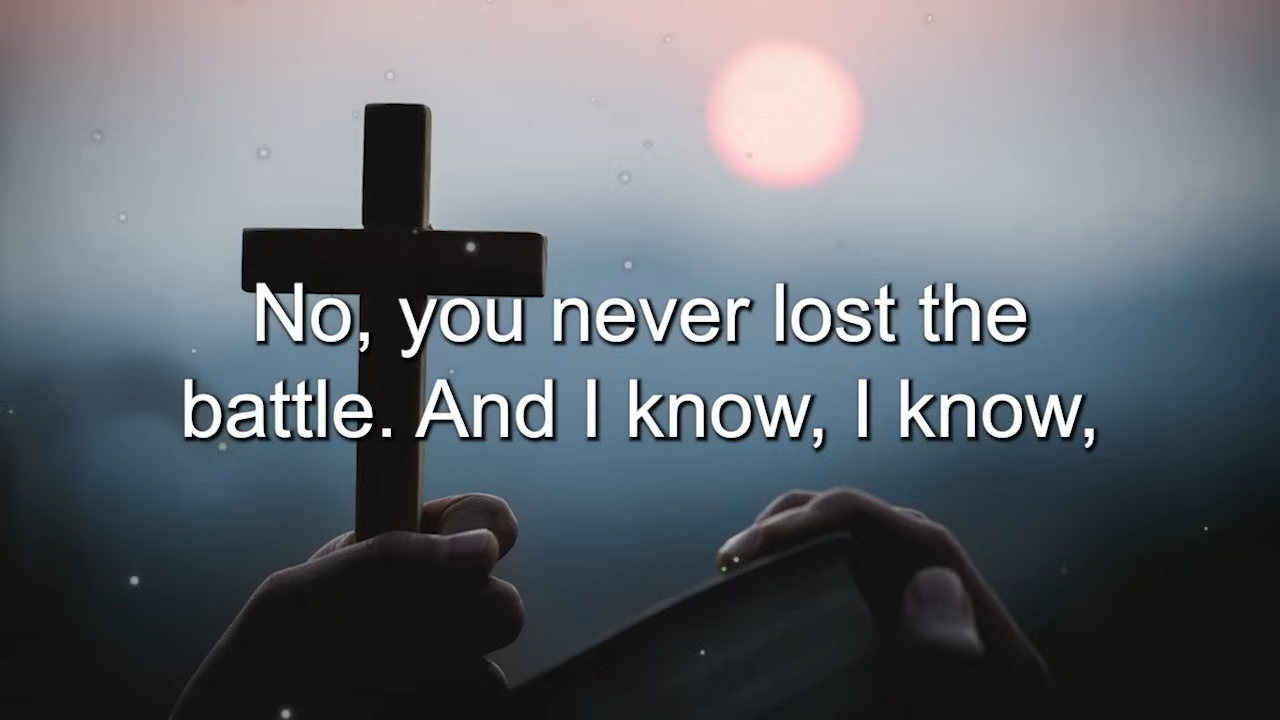 No, you never lost the
battle. And I know, I know,